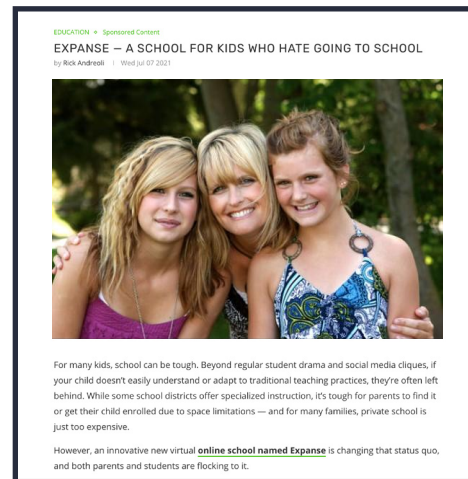 EDUCATION » Sponsored Content
EXPANSE — A SCHOOL FOR KIDS WHO HATE GOING TO SCHOOL
by Rick Andreoli | Wed Jul 07 2021
For many kids, school can be tough. Beyond regular student drama and social media cliques, if
your child doesn't easily understand or adapt to traditional teaching practices, they're often left
behind. While some school districts offer specialized instruction, it's tough for parents to find it
or get their child enrolled due to space limitations — and for many families, private school is
just too expensive.
However, an innovative new virtual online school named Expanse is changing that status quo,
and both parents and students are flocking to it.